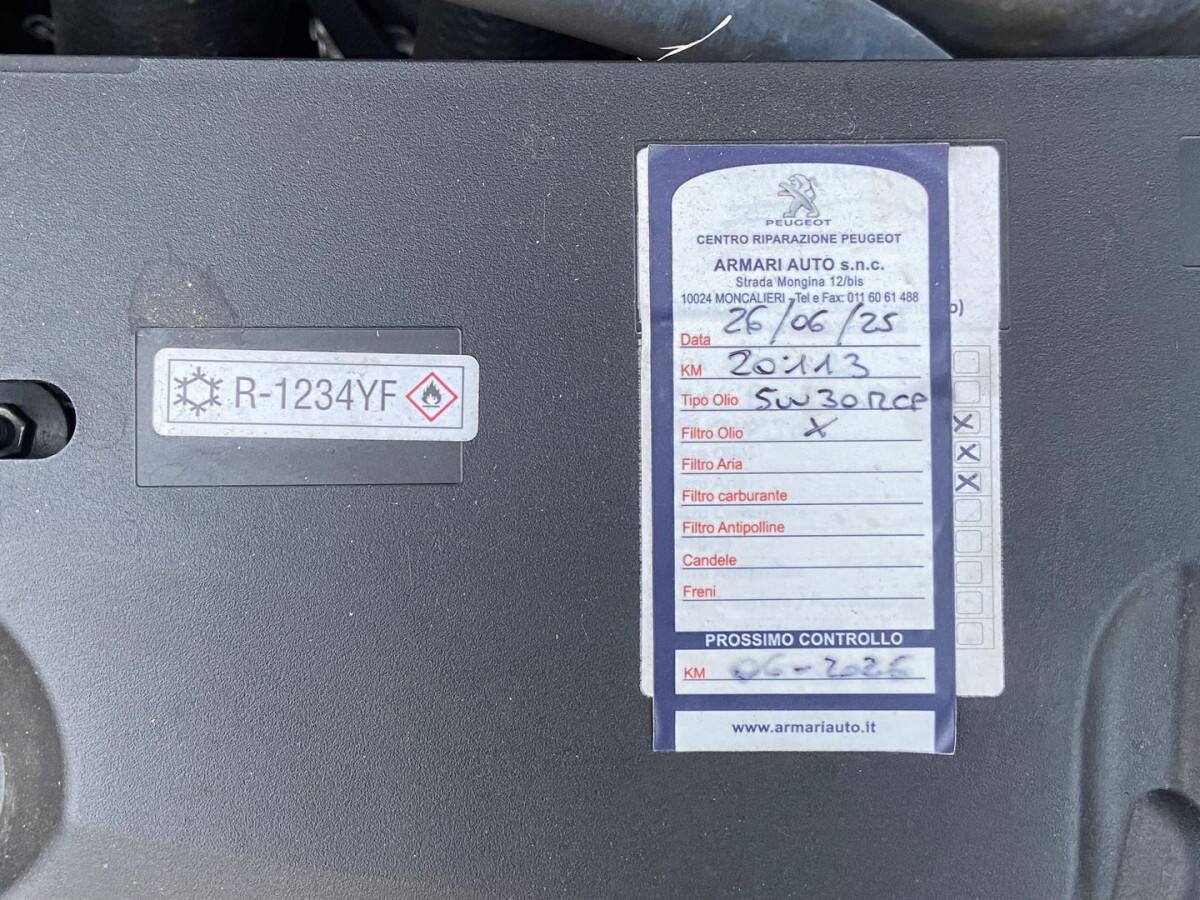 R-1234YF
PEUGEOT
CENTRO RIPARAZIONE PEUGEOT
ARMARI AUTO s.n.c.
Strada Mongina 12/bis
10024 MONCALIERI - Tel e Fax: 011 60 61 488
Data 26/06/25
KM 20.113
Tipo Olio 5W30 RCP
Filtro Olio X
Filtro Aria
Filtro carburante
Filtro Antipolline
Candele
Freni
PROSSIMO CONTROLLO
KM 06-2026
www.armariauto.it
o)
X
X
X